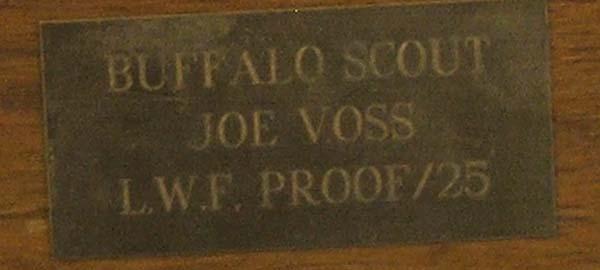 BUFFALO SCOUT
JOE VOSS
L.W.F. PROOF/25